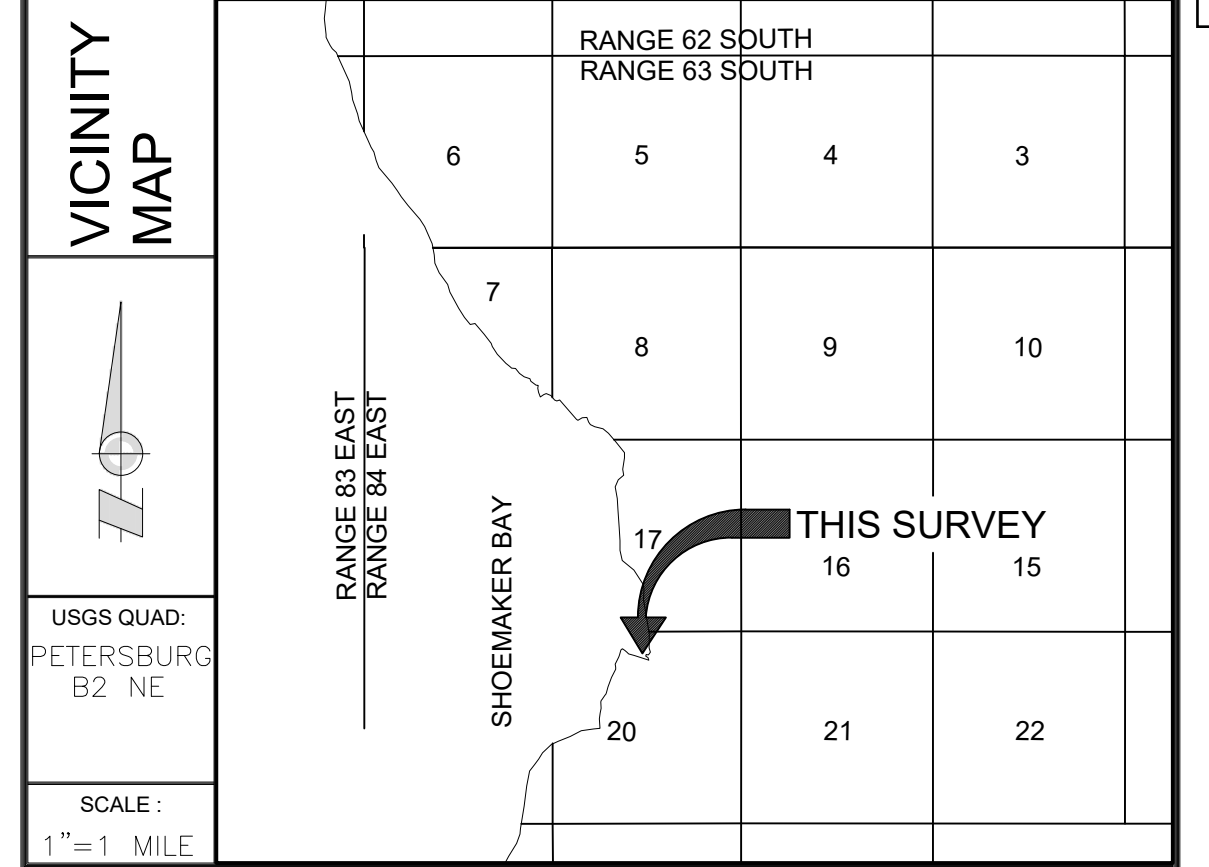 VICINITY
MAP
USGS QUAD:
PETERSBURG
B2 NE
SCALE :
1"=1 MILE
RANGE 62 SOUTH
RANGE 63 SOUTH
6 5 4 3
7
8 9 10
RANGE 83 EAST
RANGE 84 EAST
SHOEMAKER BAY
17
THIS SURVEY
16 15
20 21 22